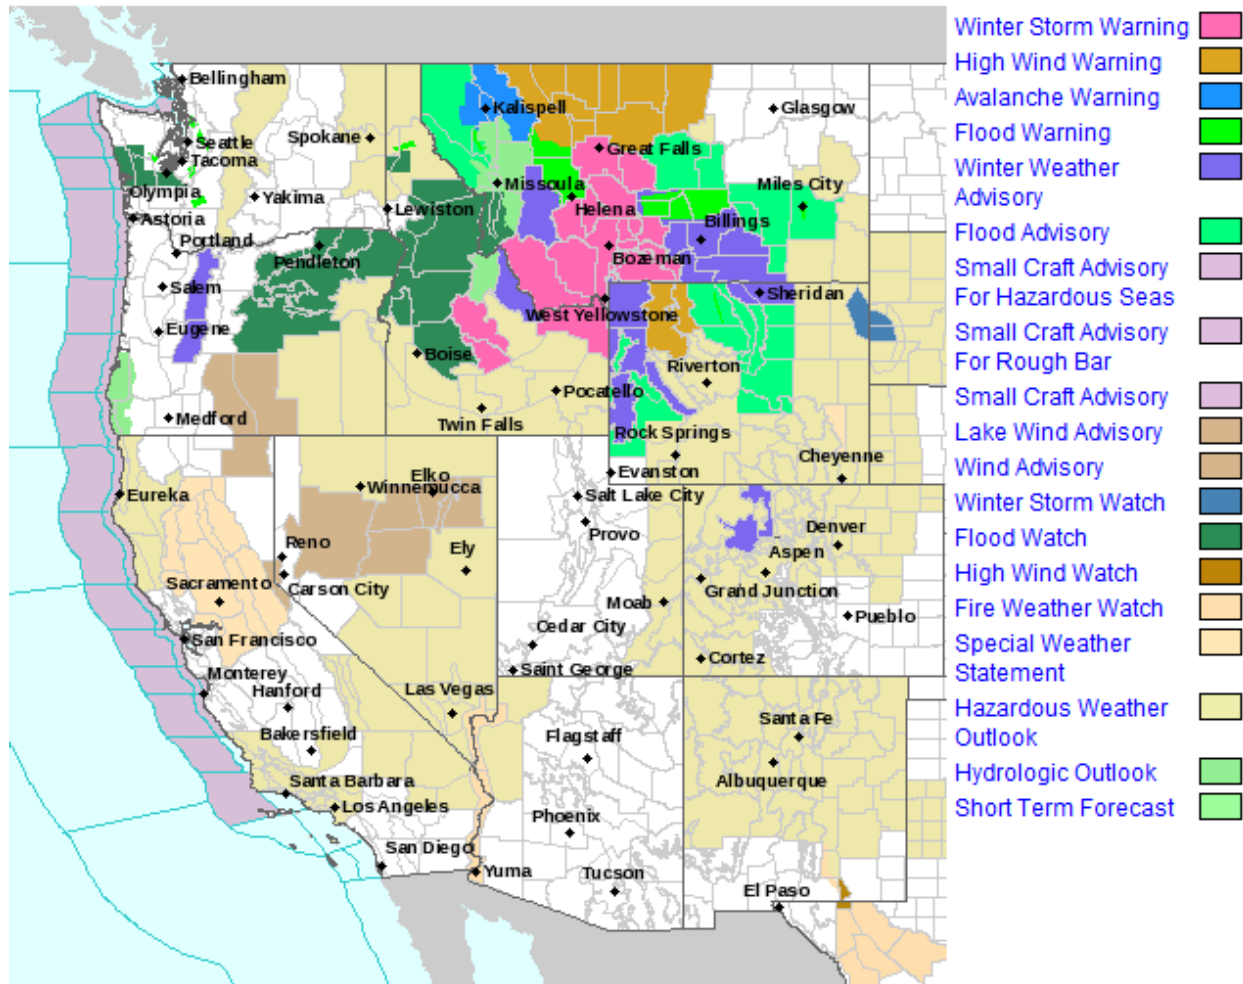 Bellingham
Seattle
Tacoma
Olympia
Astoria
Portland
Salem
Eugene
Medford
Spokane
Yakima
Pendleton
Lewiston
Kalispell
Missoula
Great Falls
Helena
Bozeman
West Yellowstone
Glasgow
Miles City
Billings
Sheridan
Boise
Pocatello
Twin Falls
Riverton
Rock Springs
Evanston
Cheyenne
Eureka
Elko
Winnemucca
Reno
Carson City
Ely
Salt Lake City
Provo
Denver
Aspen
Grand Junction
Moab
Pueblo
Cortez
Cedar City
Saint George
Sacramento
San Francisco
Monterey
Hanford
Bakersfield
Las Vegas
Santa Barbara
Los Angeles
San Diego
Yuma
Flagstaff
Phoenix
Tucson
Santa Fe
Albuquerque
El Paso
Winter Storm Warning
High Wind Warning
Avalanche Warning
Flood Warning
Winter Weather
Advisory
Flood Advisory
Small Craft Advisory
For Hazardous Seas
Small Craft Advisory
For Rough Bar
Small Craft Advisory
Lake Wind Advisory
Wind Advisory
Winter Storm Watch
Flood Watch
High Wind Watch
Fire Weather Watch
Special Weather
Statement
Hazardous Weather
Outlook
Hydrologic Outlook
Short Term Forecast